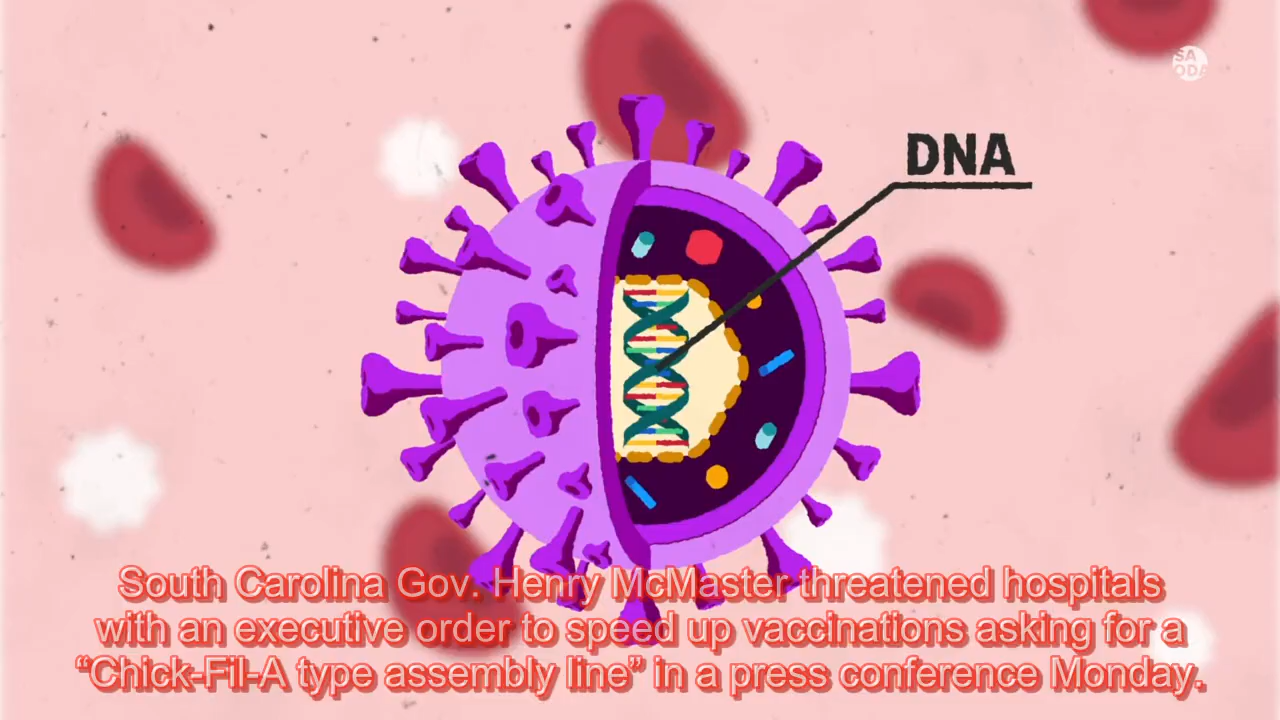 DNA
South Carolina Gov. Henry McMaster threatened hospitals
with an executive order to speed up vaccinations asking for a
“Chick-Fil-A type assembly line” in a press conference Monday.